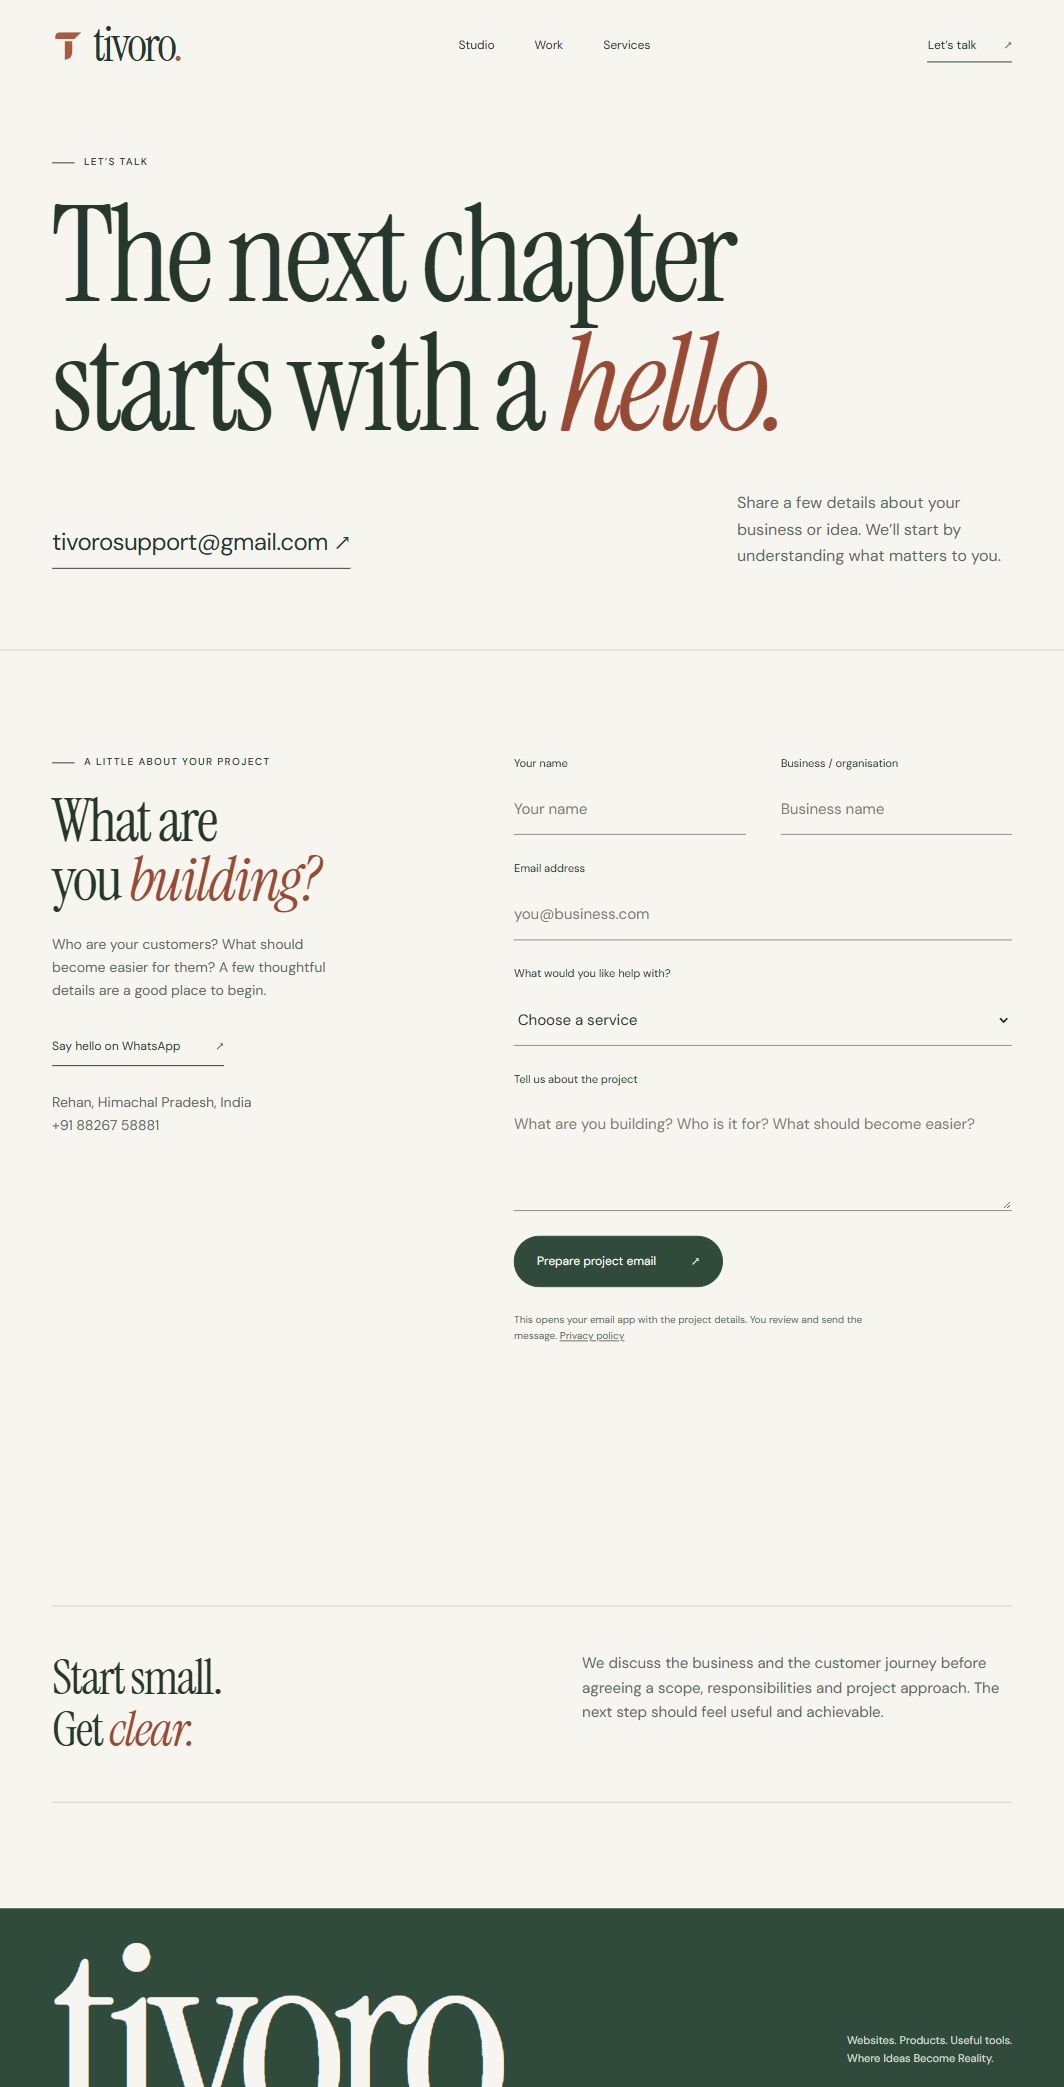 tivoro.
Studio
Work
Services
Let's talk ↗
LET'S TALK
The next chapter
starts with a hello.
tivorosupport@gmail.com ↗
Share a few details about your
business or idea. We'll start by
understanding what matters to you.
A LITTLE ABOUT YOUR PROJECT
What are
you building?
Who are your customers? What should
become easier for them? A few thoughtful
details are a good place to begin.
Say hello on WhatsApp ↗
Rehan, Himachal Pradesh, India
+91 88267 58881
Your name
Your name
Business / organisation
Business name
Email address
you@business.com
What would you like help with?
Choose a service
Tell us about the project
What are you building? Who is it for? What should become easier?
Prepare project email ↗
This opens your email app with the project details. You review and send the
message. Privacy policy
Start small.
Get clear.
We discuss the business and the customer journey before
agreeing a scope, responsibilities and project approach. The
next step should feel useful and achievable.
tivoro
Websites. Products. Useful tools.
Where Ideas Become Reality.